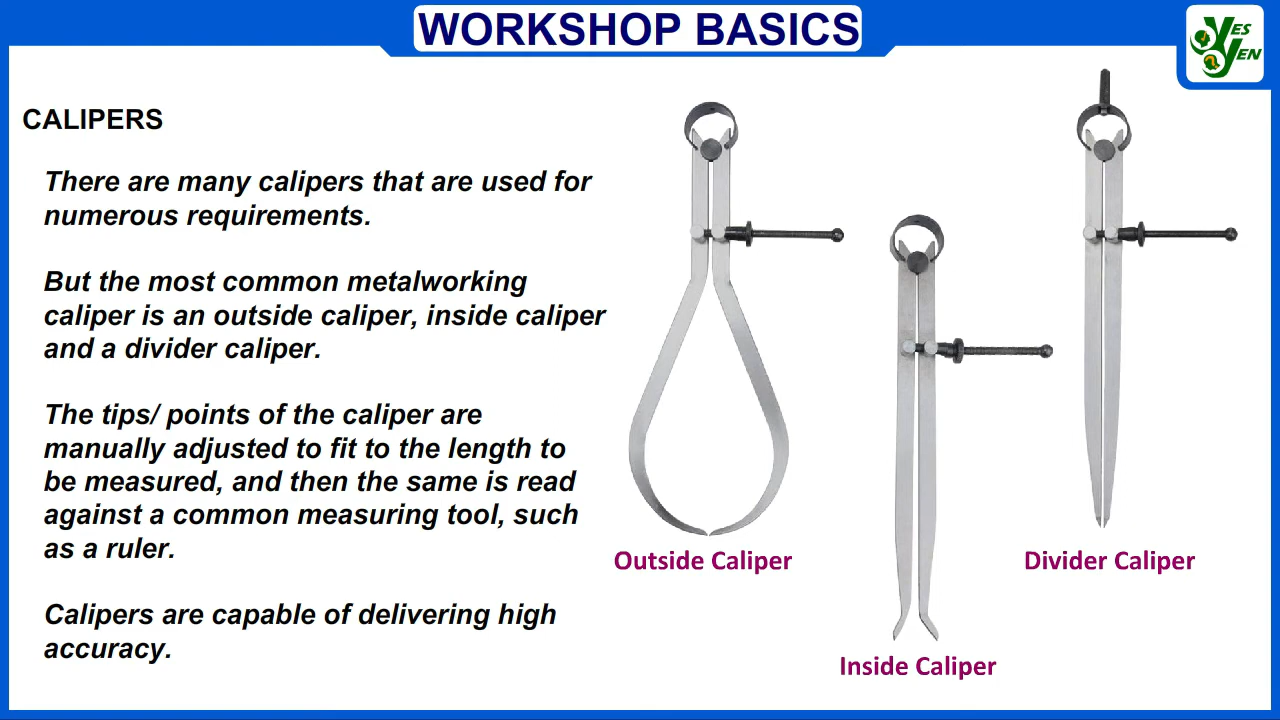 WORKSHOP BASICS
YES
YEN
CALIPERS
There are many calipers that are used for
numerous requirements.
But the most common metalworking
caliper is an outside caliper, inside caliper
and a divider caliper.
The tips/ points of the caliper are
manually adjusted to fit to the length to
be measured, and then the same is read
against a common measuring tool, such
as a ruler.
Calipers are capable of delivering high
accuracy.
Outside Caliper
Divider Caliper
Inside Caliper